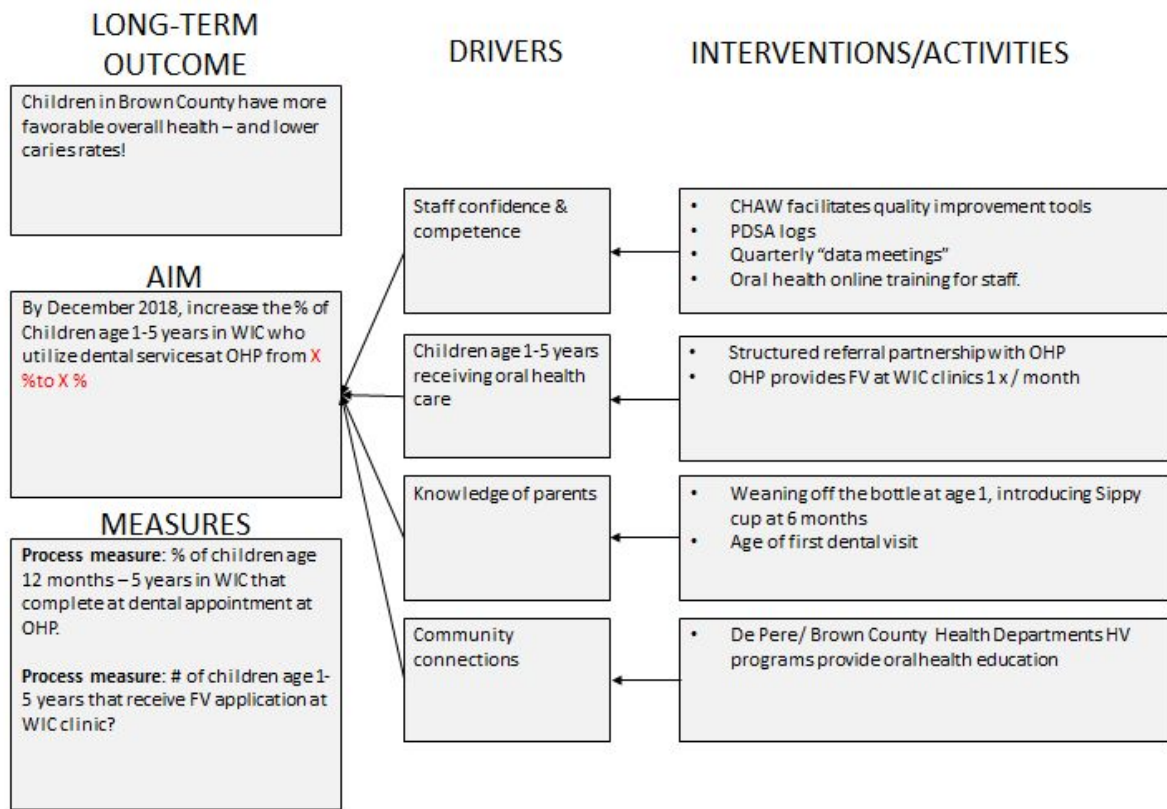 LONG-TERM
OUTCOME
Children in Brown County have more
favorable overall health – and lower
caries rates!
AIM
By December 2018, increase the % of
Children age 1-5 years in WIC who
utilize dental services at OHP from X
% to X %
MEASURES
Process measure: % of children age
12 months – 5 years in WIC that
complete at dental appointment at
OHP.
Process measure: # of children age 1-
5 years that receive FV application at
WIC clinic?
DRIVERS
Staff confidence &
competence
Children age 1-5 years
receiving oral health
care
Knowledge of parents
Community
connections
INTERVENTIONS/ACTIVITIES
• CHAW facilitates quality improvement tools
• PDSA logs
• Quarterly “data meetings”
• Oral health online training for staff.
• Structured referral partnership with OHP
• OHP provides FV at WIC clinics 1 x / month
• Weaning off the bottle at age 1, introducing Sippy
cup at 6 months
• Age of first dental visit
• De Pere/ Brown County Health Departments HV
programs provide oral health education